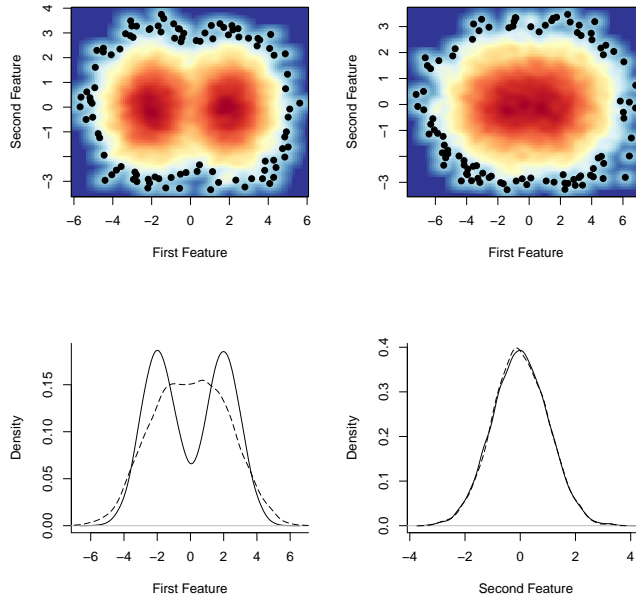 4
3
2
1
0
−1
−3
Second Feature
−6 −4 −2 0 2 4 6
First Feature
3
2
1
0
−1
−3
Second Feature
−6 −4 −2 0 2 4 6
First Feature
0.15
0.10
0.05
0.00
Density
−6 −4 −2 0 2 4 6
First Feature
0.4
0.3
0.2
0.1
0.0
Density
−4 −2 0 2 4
Second Feature